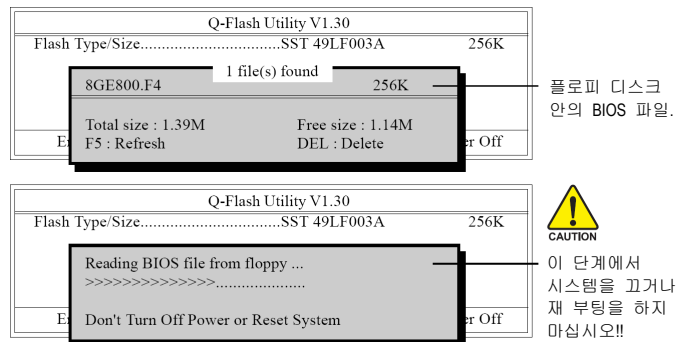 Q-Flash Utility V1.30
Flash Type/Size.................................SST 49LF003A 256K
1 file(s) found
8GE800.F4 256K
Total size : 1.39M Free size : 1.14M
F5 : Refresh DEL : Delete
er Off
플로피 디스크
안의 BIOS 파일.
Q-Flash Utility V1.30
Flash Type/Size.................................SST 49LF003A 256K
Reading BIOS file from floppy ...
>>>>>>>>>>>>>>.....................
Don't Turn Off Power or Reset System
er Off
CAUTION
이 단계에서
시스템을 끄거나
재 부팅을 하지
마십시오!!